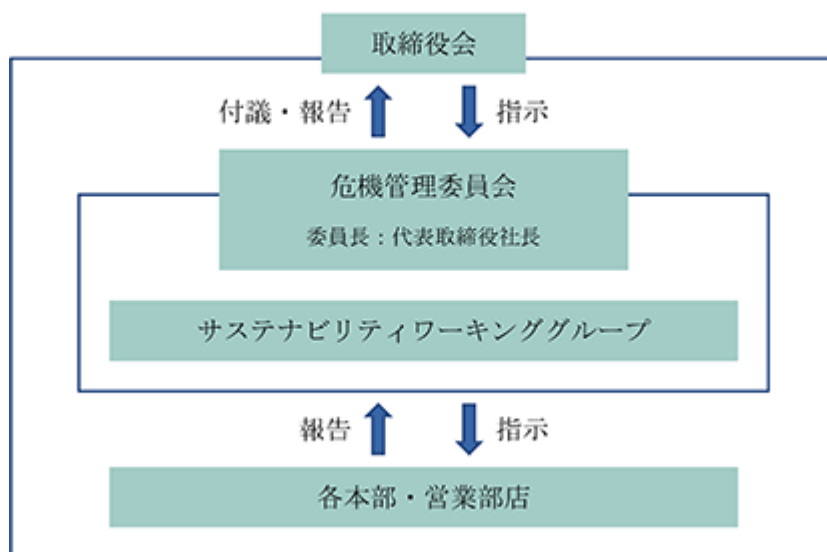 取締役会
付議・報告
指示
危機管理委員会
委員長：代表取締役社長
サステナビリティワーキンググループ
報告
指示
各本部・営業部店